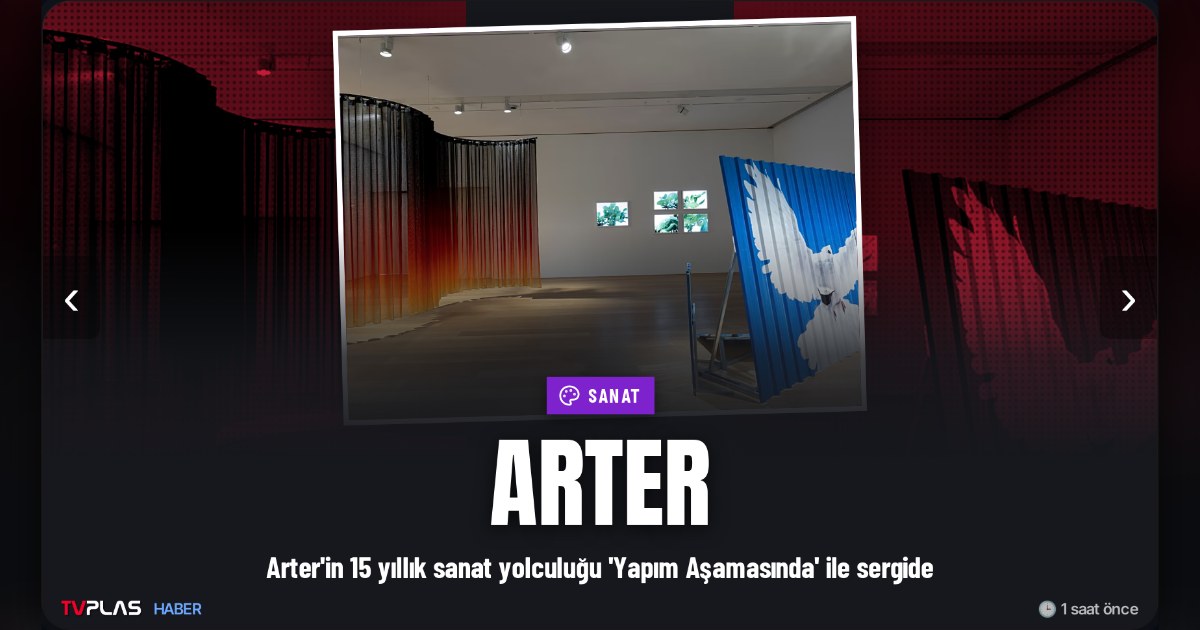 SANAT
ARTER
Arter'in 15 yıllık sanat yolculuğu 'Yapım Aşamasında' ile sergide
TVPLAS HABER
1 saat önce